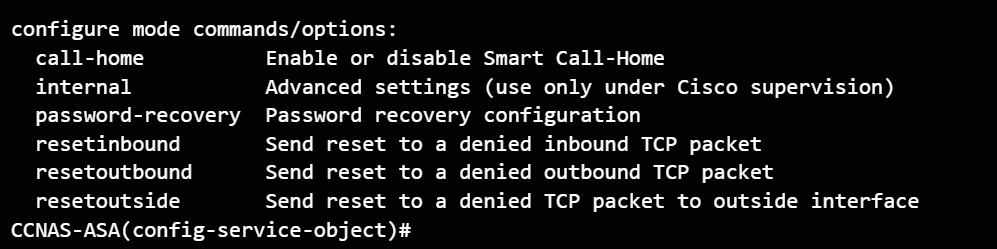 configure mode commands/options:
call-home Enable or disable Smart Call-Home
internal Advanced settings (use only under Cisco supervision)
password-recovery Password recovery configuration
resetinbound Send reset to a denied inbound TCP packet
resetoutbound Send reset to a denied outbound TCP packet
resetoutside Send reset to a denied TCP packet to outside interface
CCNAS-ASA(config-service-object)#